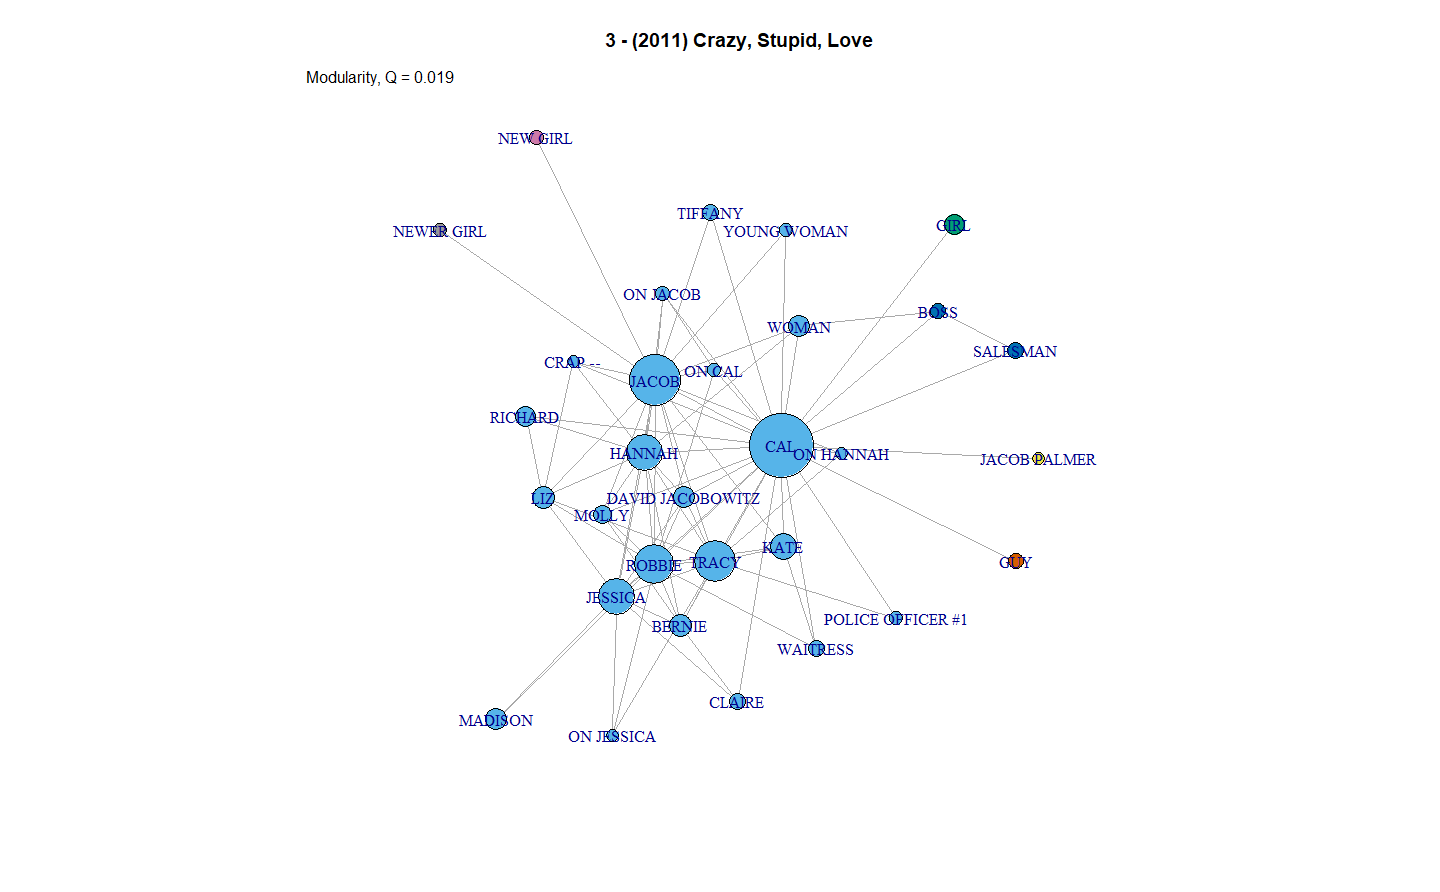 3 - (2011) Crazy, Stupid, Love
Modularity, Q = 0.019
NEW GIRL
TIFFANY
NEWER GIRL
YOUNG WOMAN
GIRL
ON JACOB
BOSS
WOMAN
SALESMAN
CRAP --
ON CAL
JACOB
RICHARD
CAL
HANNAH
ON HANNAH
JACOB PALMER
LIZ
DAVID JACOBOWITZ
MOLLY
KATE
ROBBIE
TRACY
GUY
JESSICA
BERNIE
POLICE OFFICER #1
WAITRESS
CLAIRE
MADISON
ON JESSICA